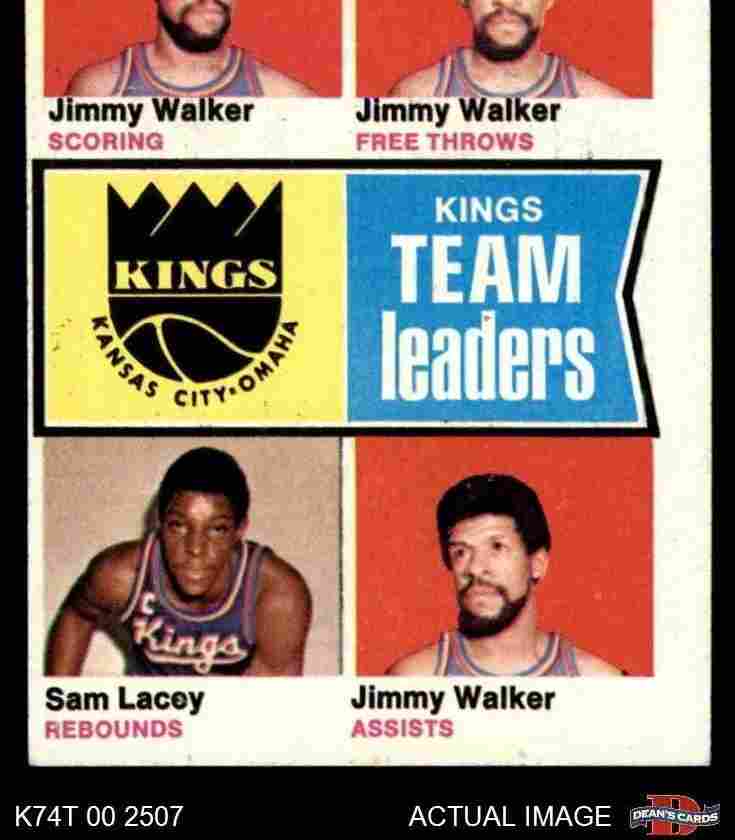 Jimmy Walker Jimmy Walker
SCORING FREE THROWS
KINGS
KANSAS CITY•OMAHA
KINGS
TEAM
leaders
Kings
Sam Lacey Jimmy Walker
REBOUNDS ASSISTS
K74T 00 2507 ACTUAL IMAGE DEAN'S CARDS